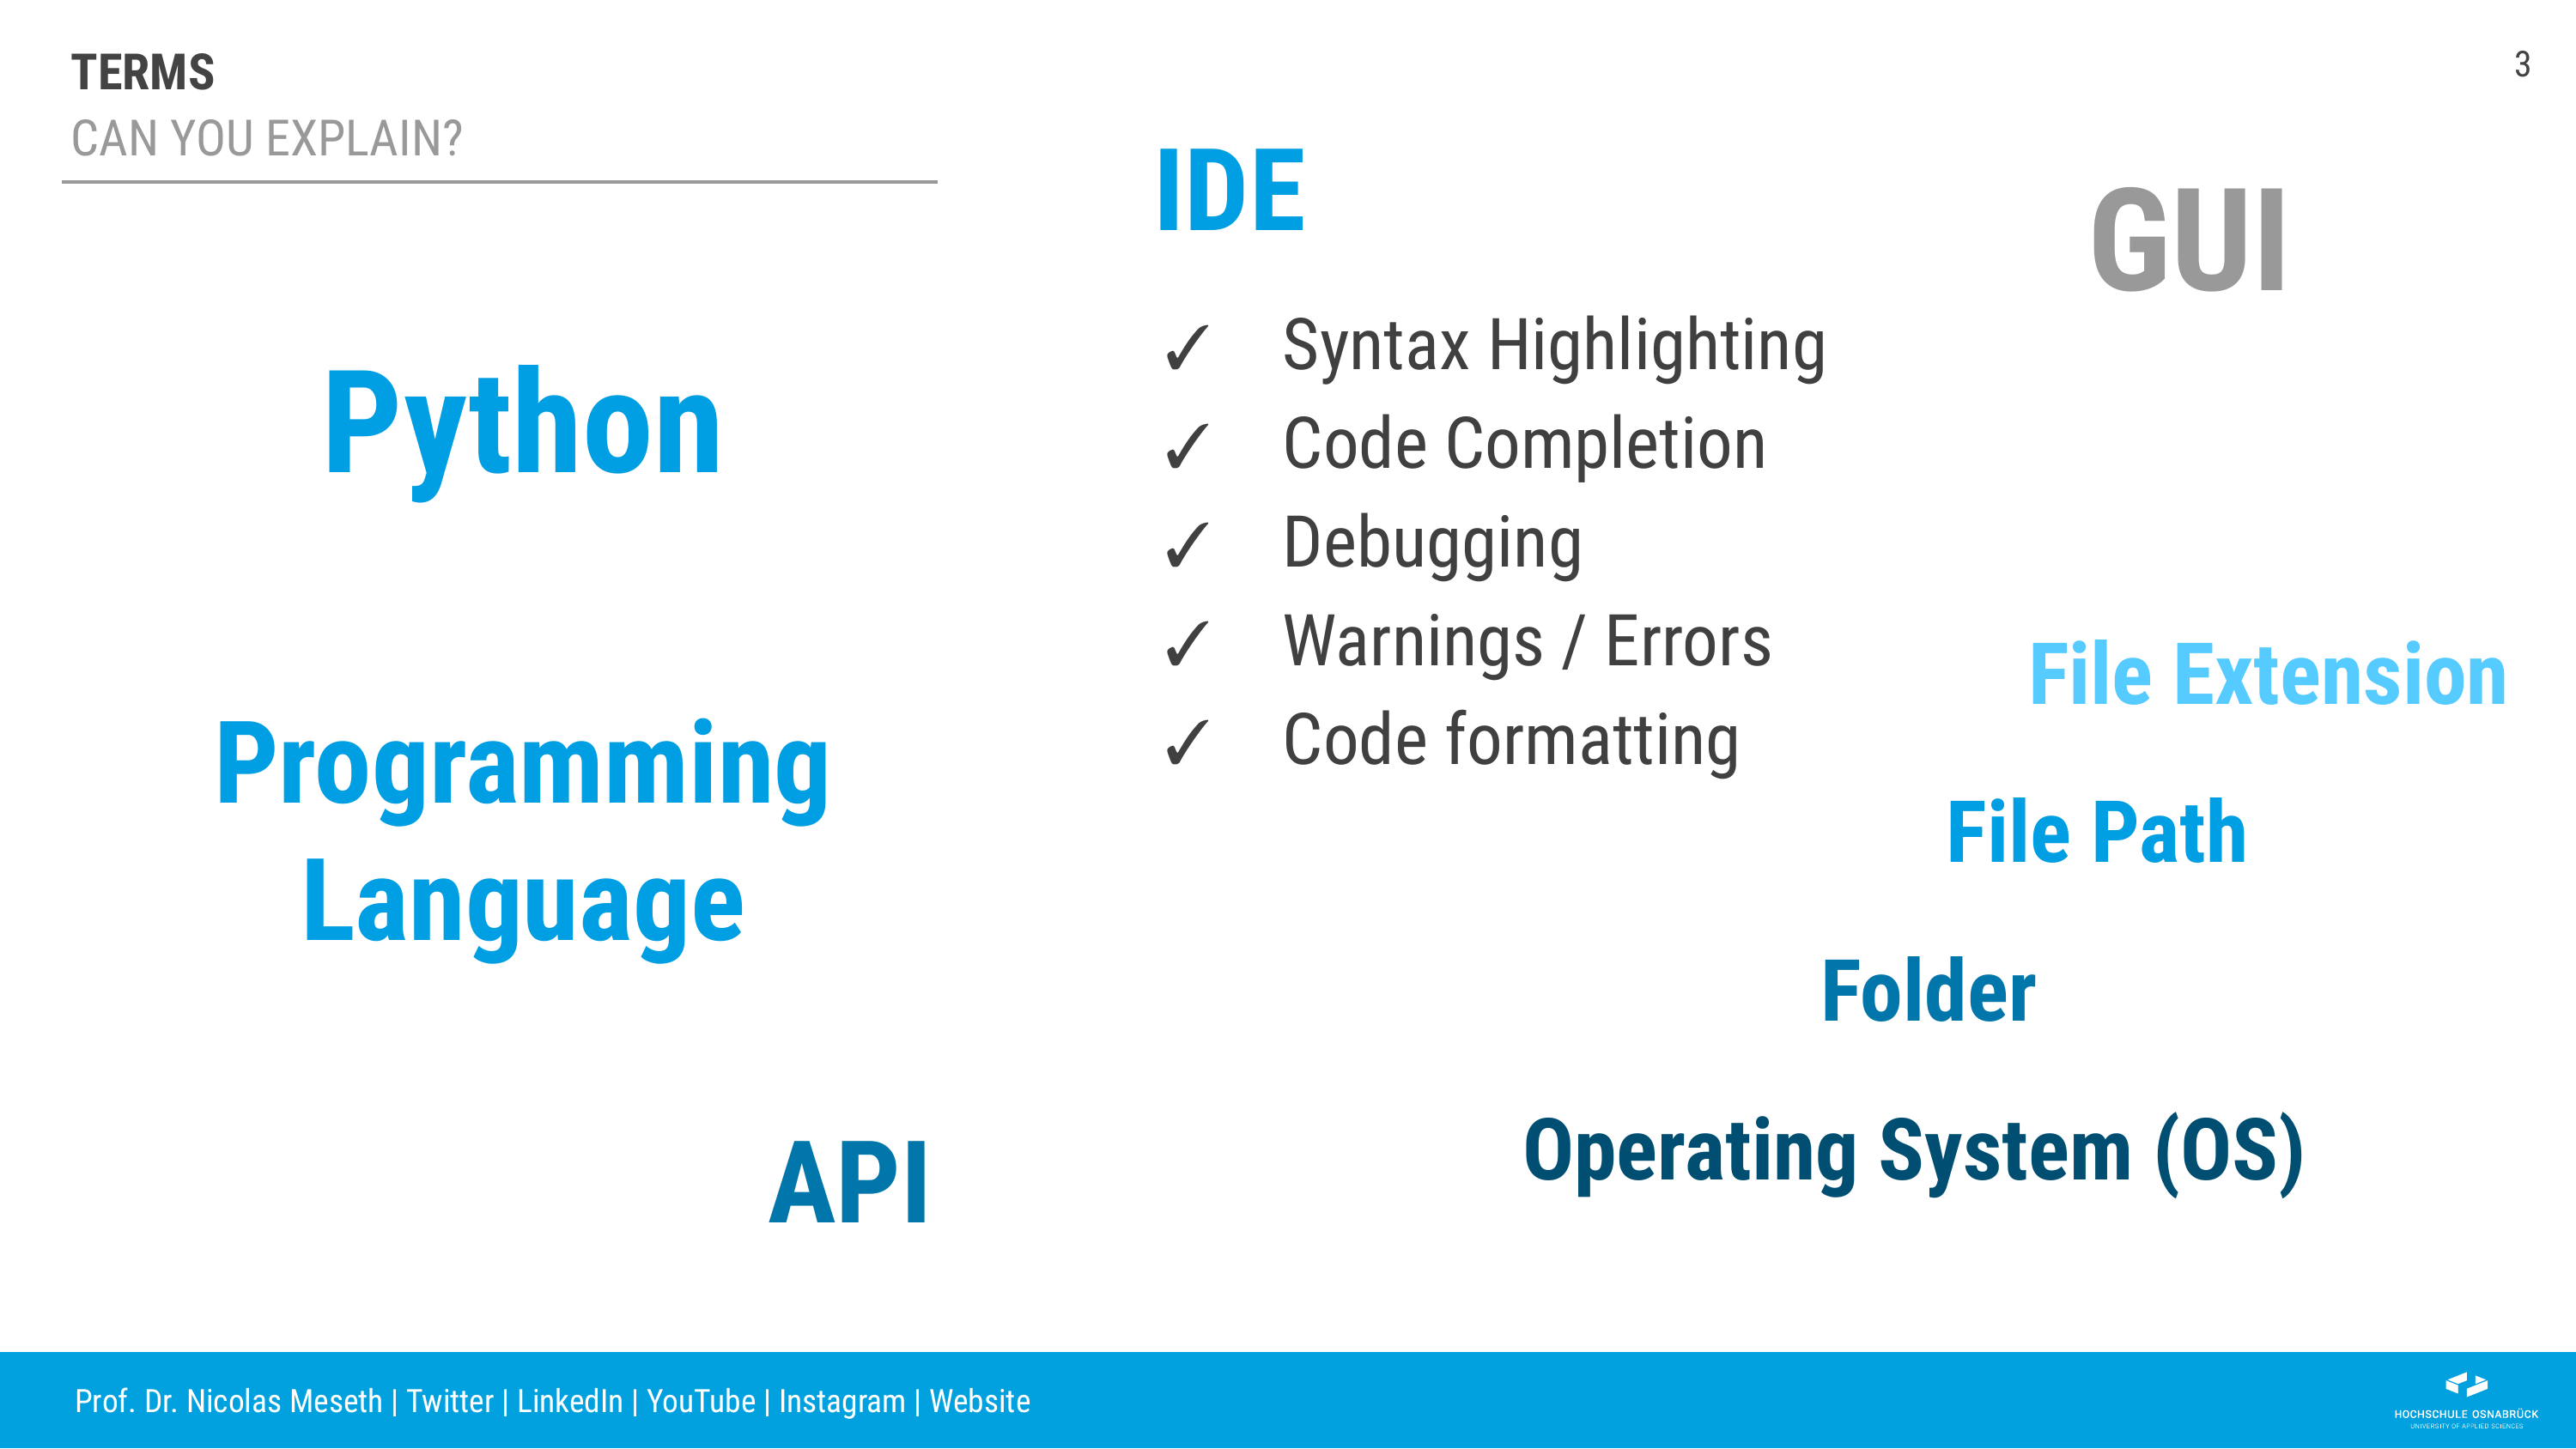 TERMS
CAN YOU EXPLAIN?
3
IDE
GUI
✓ Syntax Highlighting
✓ Code Completion
✓ Debugging
✓ Warnings / Errors
✓ Code formatting
Python
Programming
Language
API
File Extension
File Path
Folder
Operating System (OS)
Prof. Dr. Nicolas Meseth | Twitter | LinkedIn | YouTube | Instagram | Website
HOCHSCHULE OSNABRÜCK
UNIVERSITY OF APPLIED SCIENCES